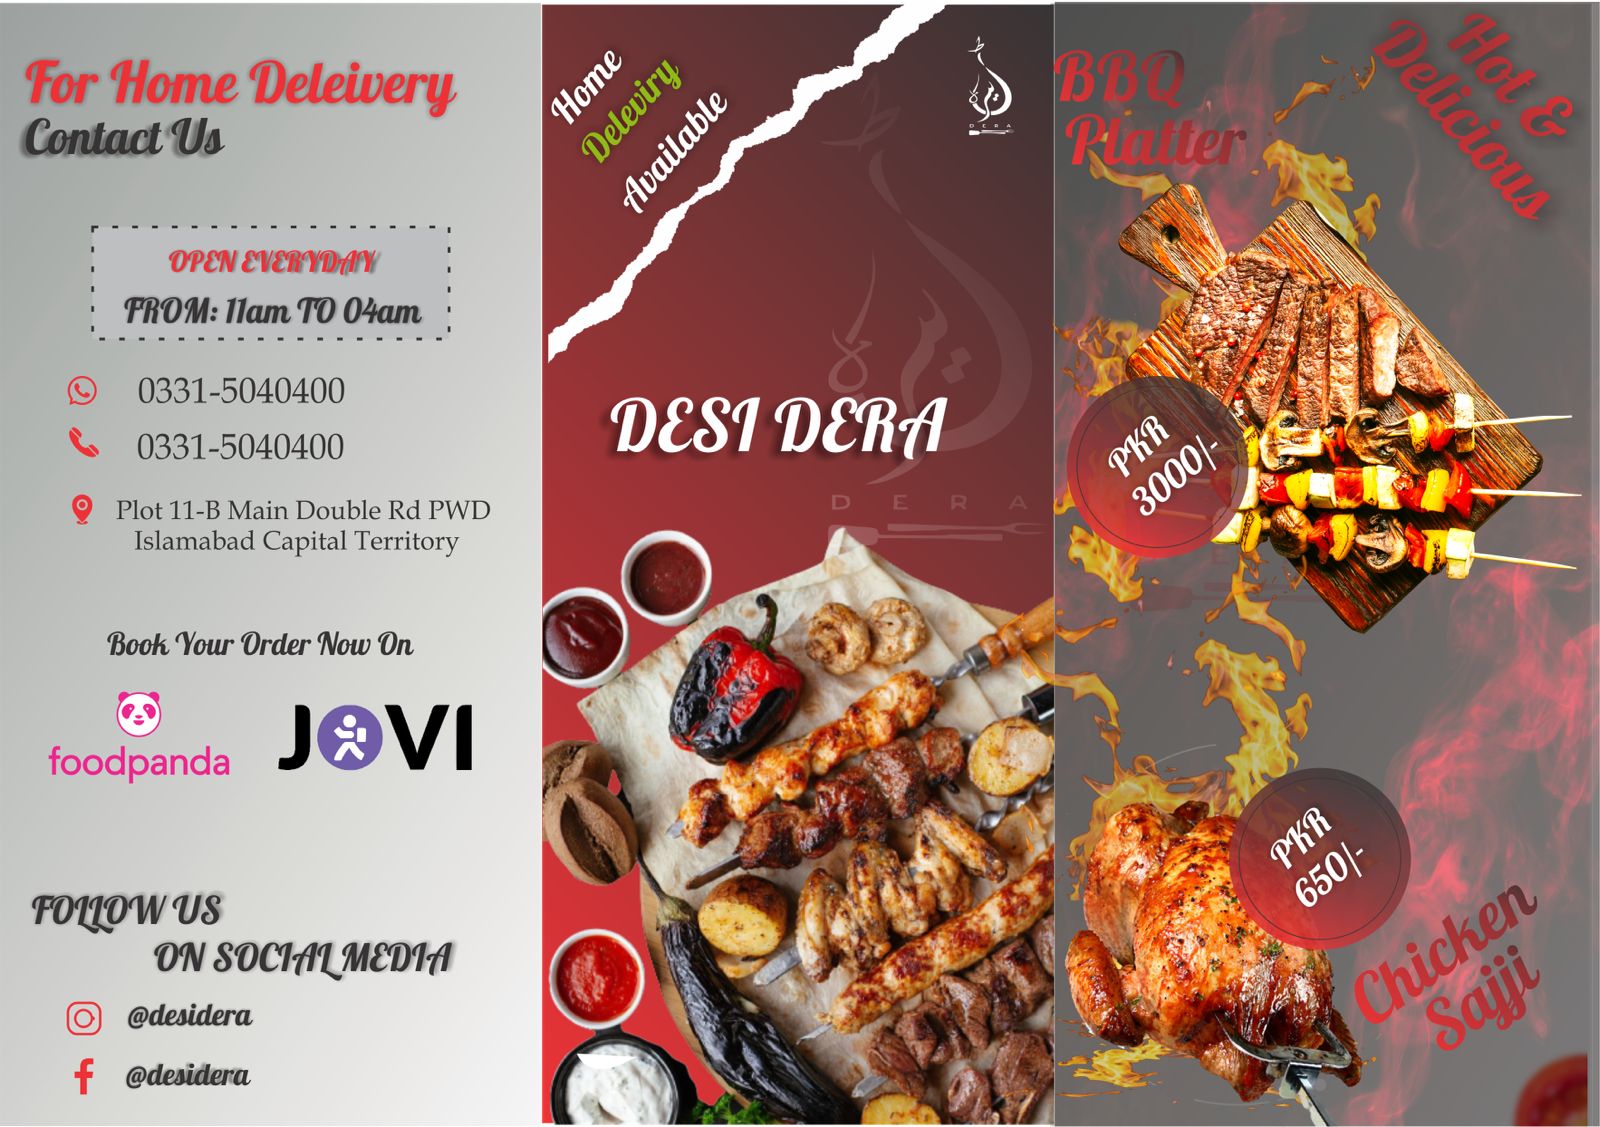 For Home Deleivery
Contact Us
OPEN EVERYDAY
FROM: 11am TO 04am
0331-5040400
0331-5040400
Plot 11-B Main Double Rd PWD
Islamabad Capital Territory
Book Your Order Now On
foodpanda
JOVI
FOLLOW US
ON SOCIAL MEDIA
@desidera
@desidera
Home
Deleviry
Available
DERA
DESI DERA
DERA
BBQ
Platter
Hot &
Delicious
PKR
3000/-
PKR
650/-
Chicken
Sajji